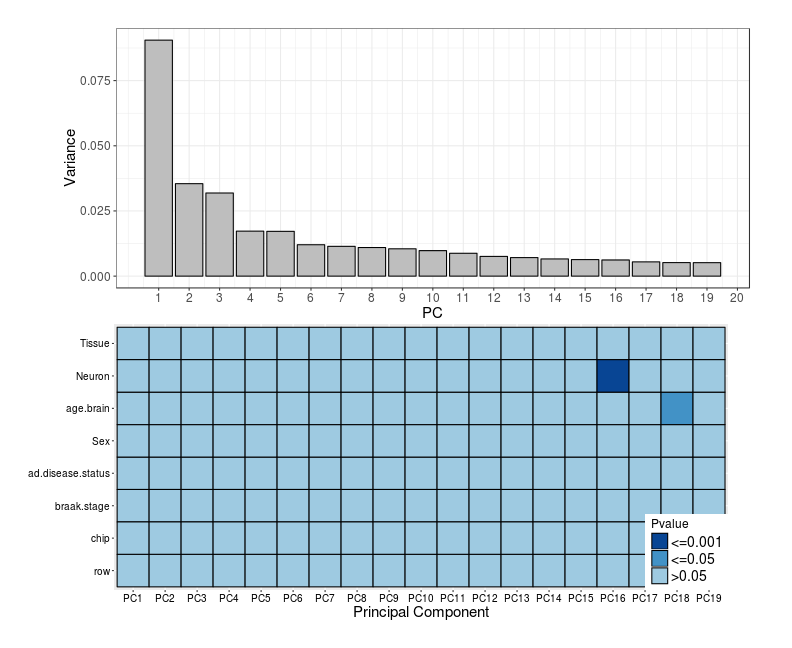 0.075
0.050
0.025
0.000
Variance
1 2 3 4 5 6 7 8 9 10 11 12 13 14 15 16 17 18 19 20
PC
Tissue
Neuron
age.brain
Sex
ad.disease.status
braak.stage
chip
row
Pvalue
<=0.001
<=0.05
>0.05
PC1 PC2 PC3 PC4 PC5 PC6 PC7 PC8 PC9 PC10 PC11 PC12 PC13 PC14 PC15 PC16 PC17 PC18 PC19
Principal Component